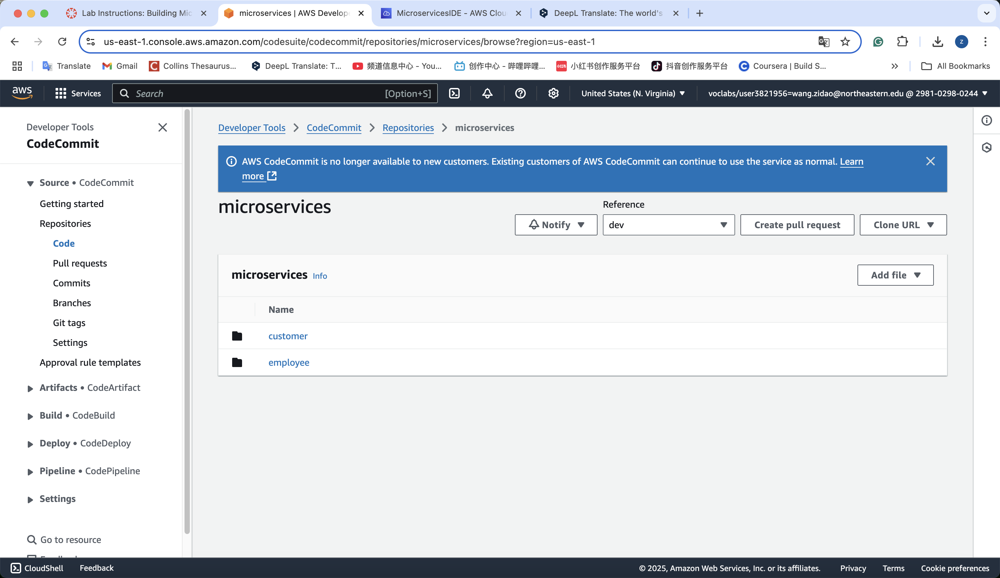 Lab Instructions: Building Mic
microservices | AWS Develope
MicroservicesIDE - AWS Clou
DeepL Translate: The world's
us-east-1.console.aws.amazon.com/codesuite/codecommit/repositories/microservices/browse?region=us-east-1
Z
Translate
Gmail
Collins Thesaurus...
DeepL Translate: T...
频道信息中心 - You...
创作中心 - 哔哩哔哩...
小红书
小红书创作服务平台
抖音创作服务平台
Coursera | Build S...
All Bookmarks
aws
Services
Search
[Option+S]
United States (N. Virginia)
voclabs/user3821956=wang.zidao@northeastern.edu @ 2981-0298-0244
Developer Tools
CodeCommit
Source • CodeCommit
Getting started
Repositories
Code
Pull requests
Commits
Branches
Git tags
Settings
Approval rule templates
Artifacts • CodeArtifact
Build • CodeBuild
Deploy • CodeDeploy
Pipeline • CodePipeline
Settings
Go to resource
Developer Tools
CodeCommit
Repositories
microservices
AWS CodeCommit is no longer available to new customers. Existing customers of AWS CodeCommit can continue to use the service as normal. Learn
more
microservices
Reference
Notify
dev
Create pull request
Clone URL
microservices Info
Add file
Name
customer
employee
CloudShell
Feedback
© 2025, Amazon Web Services, Inc. or its affiliates.
Privacy
Terms
Cookie preferences